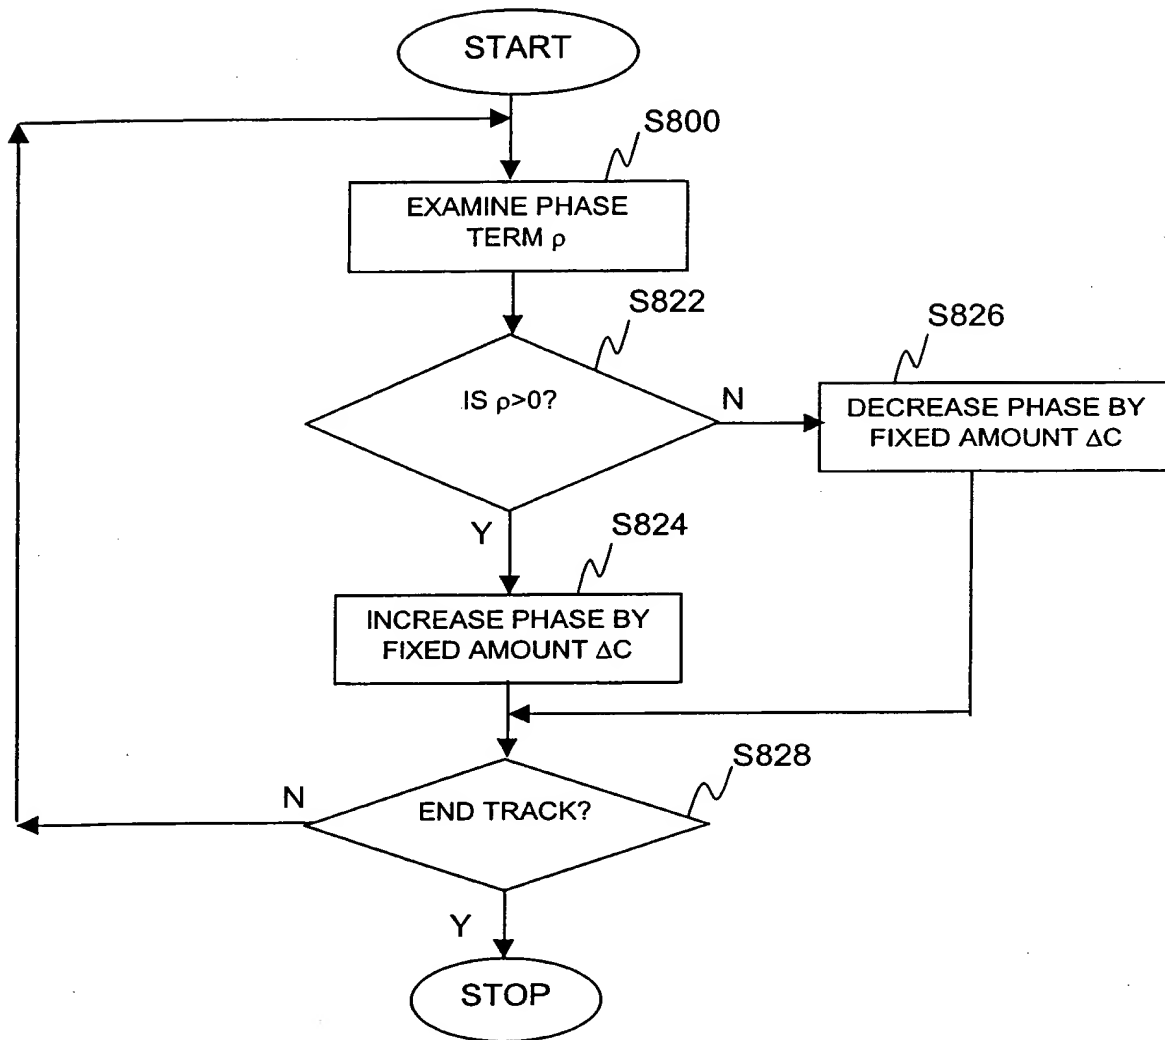 START
S800
EXAMINE PHASE
TERM ρ
S822
IS ρ>0?
N
S826
DECREASE PHASE BY
FIXED AMOUNT ΔC
Y
S824
INCREASE PHASE BY
FIXED AMOUNT ΔC
S828
N
END TRACK?
Y
STOP